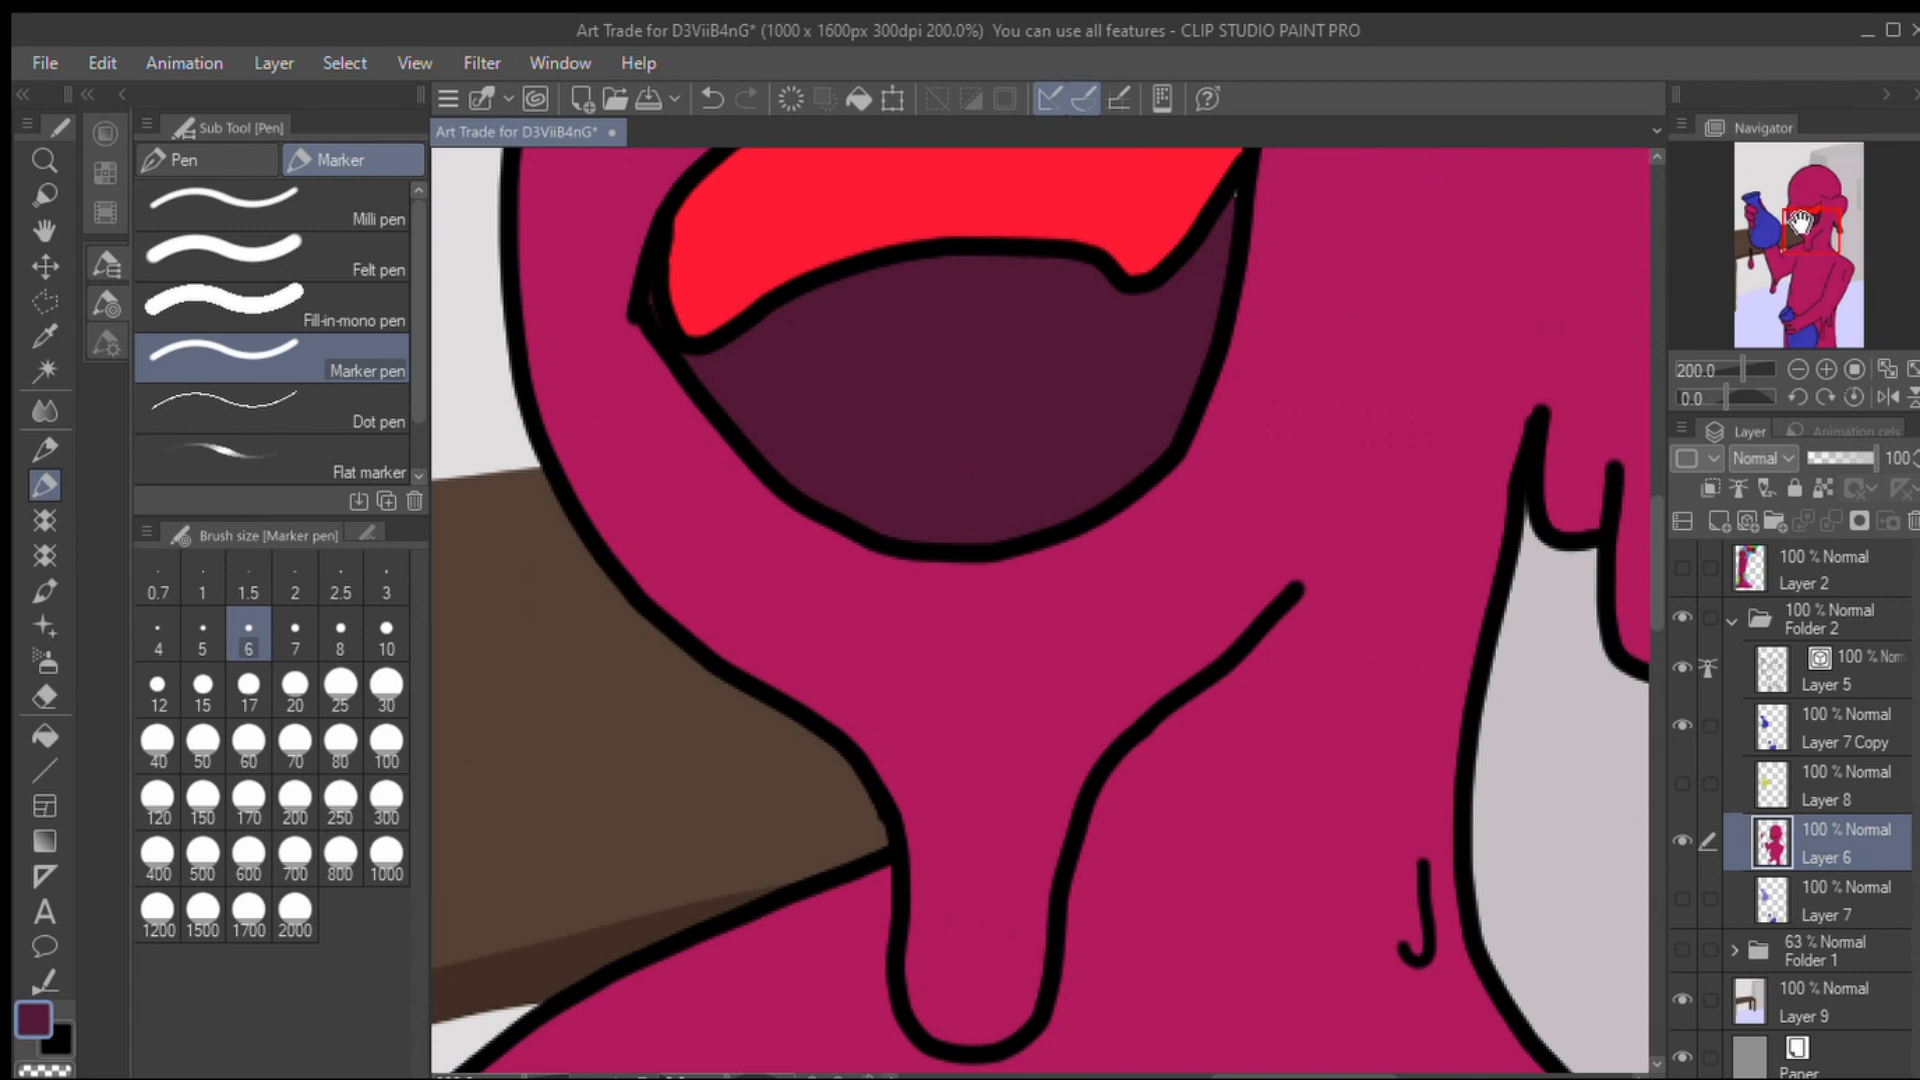 Art Trade for D3ViiB4nG* (1000 x 1600px 300dpi 200.0%)  You can use all features - CLIP STUDIO PAINT PRO
File Edit Animation Layer Select View Filter Window Help
Sub Tool [Pen]
Art Trade for D3ViiB4nG*
Navigator
Pen Marker
Milli pen
Felt pen
Fill-in-mono pen
Marker pen
Dot pen
Flat marker
200.0
0.0
Layer Animation cels
Normal 100
Brush size [Marker pen]
0.7 1 1.5 2 2.5 3
4 5 6 7 8 10
12 15 17 20 25 30
40 50 60 70 80 100
120 150 170 200 250 300
400 500 600 700 800 1000
1200 1500 1700 2000
100 % Normal
Layer 2
100 % Normal
Folder 2
100 % Norn
Layer 5
100 % Normal
Layer 7 Copy
100 % Normal
Layer 8
100 % Normal
Layer 6
100 % Normal
Layer 7
63 % Normal
Folder 1
100 % Normal
Layer 9
Paper